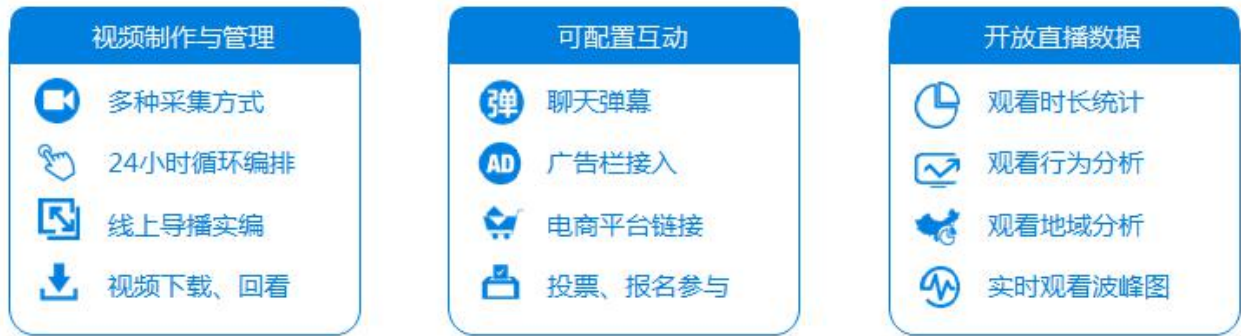 视频制作与管理
多种采集方式
24小时循环编排
线上导播实编
视频下载、回看
可配置互动
弹 聊天弹幕
AD 广告栏接入
电商平台链接
投票、报名参与
开放直播数据
观看时长统计
观看行为分析
观看地域分析
实时观看波峰图